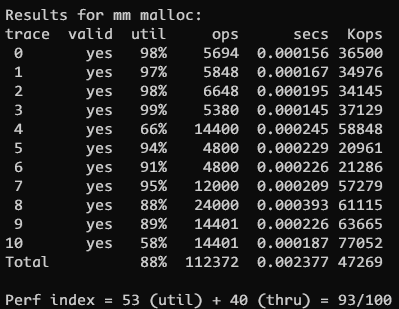 Results for mm malloc:
trace valid util ops secs Kops
0 yes 98% 5694 0.000156 36500
1 yes 97% 5848 0.000167 34976
2 yes 98% 6648 0.000195 34145
3 yes 99% 5380 0.000145 37129
4 yes 66% 14400 0.000245 58848
5 yes 94% 4800 0.000229 20961
6 yes 91% 4800 0.000226 21286
7 yes 95% 12000 0.000209 57279
8 yes 88% 24000 0.000393 61115
9 yes 89% 14401 0.000226 63665
10 yes 58% 14401 0.000187 77052
Total 88% 112372 0.002377 47269
Perf index = 53 (util) + 40 (thru) = 93/100